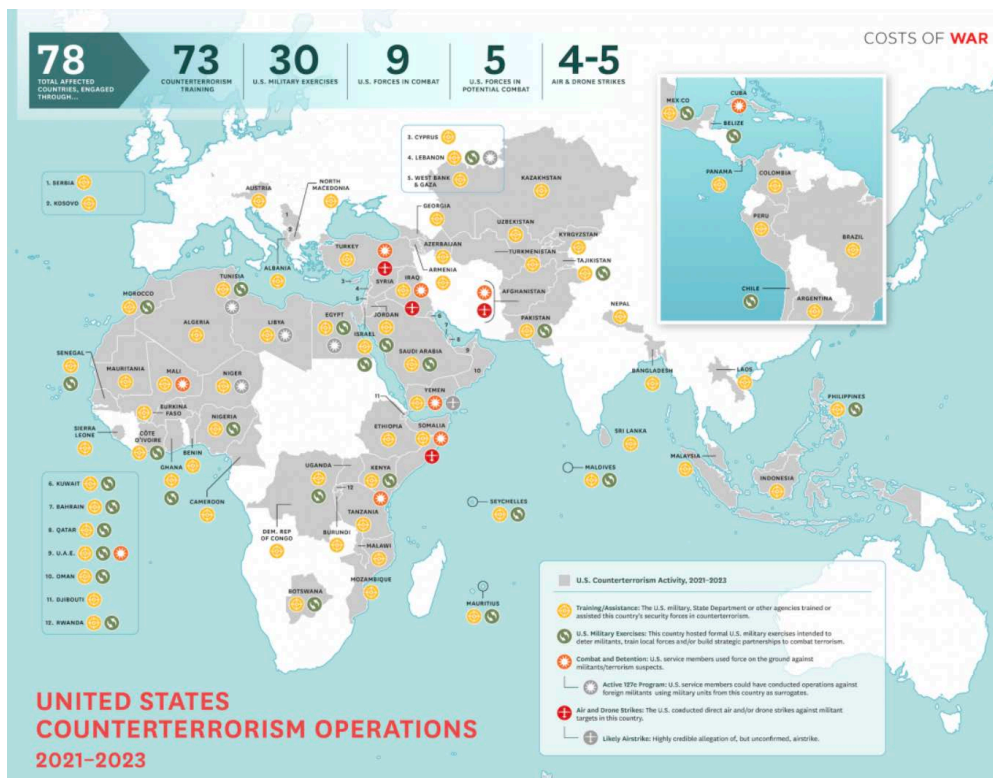 COSTS OF WAR
78
TOTAL AFFECTED
COUNTRIES, ENGAGED
THROUGH...
73
COUNTERTERRORISM
TRAINING
30
U.S. MILITARY EXERCISES
9
U.S. FORCES IN COMBAT
5
U.S. FORCES IN
POTENTIAL COMBAT
4-5
AIR & DRONE STRIKES
MEXICO
CUBA
BELIZE
PANAMA
COLOMBIA
PERU
BRAZIL
CHILE
ARGENTINA
1. SERBIA
2. KOSOVO
3. CYPRUS
4. LEBANON
5. WEST BANK
& GAZA
AUSTRIA
NORTH
MACEDONIA
1
2
ALBANIA
KAZAKHSTAN
GEORGIA
UZBEKISTAN
KYRGYZSTAN
AZERBAIJAN
TURKMENISTAN
TAJIKISTAN
TURKEY
ARMENIA
SYRIA
IRAQ
AFGHANISTAN
3
4
5
TUNISIA
MOROCCO
ALGERIA
LIBYA
EGYPT
ISRAEL
JORDAN
6
7
8
9
10
PAKISTAN
NEPAL
SAUDI ARABIA
BANGLADESH
LAOS
SENEGAL
MAURITANIA
MALI
NIGER
YEMEN
11
PHILIPPINES
BURKINA
FASO
NIGERIA
ETHIOPIA
SOMALIA
SRI LANKA
SIERRA
LEONE
CÔTE
D'IVOIRE
BENIN
GHANA
CAMEROON
UGANDA
KENYA
MALDIVES
MALAYSIA
INDONESIA
12
TANZANIA
SEYCHELLES
DEM. REP
OF CONGO
BURUNDI
MALAWI
MOZAMBIQUE
BOTSWANA
MAURITIUS
6. KUWAIT
7. BAHRAIN
8. QATAR
9. U.A.E.
10. OMAN
11. DJIBOUTI
12. RWANDA
U.S. Counterterrorism Activity, 2021-2023
Training/Assistance: The U.S. military, State Department or other agencies trained or
assisted this country's security forces in counterterrorism.
U.S. Military Exercises: This country hosted formal U.S. military exercises intended to
deter militants, train local forces and/or build strategic partnerships to combat terrorism.
Combat and Detention: U.S. service members used force on the ground against
militants/terrorism suspects.
Active 127e Program: U.S. service members could have conducted operations against
foreign militants using military units from this country as surrogates.
Air and Drone Strikes: The U.S. conducted direct air and/or drone strikes against militant
targets in this country.
Likely Airstrike: Highly credible allegation of, but unconfirmed, airstrike.
UNITED STATES
COUNTERTERRORISM OPERATIONS
2021–2023